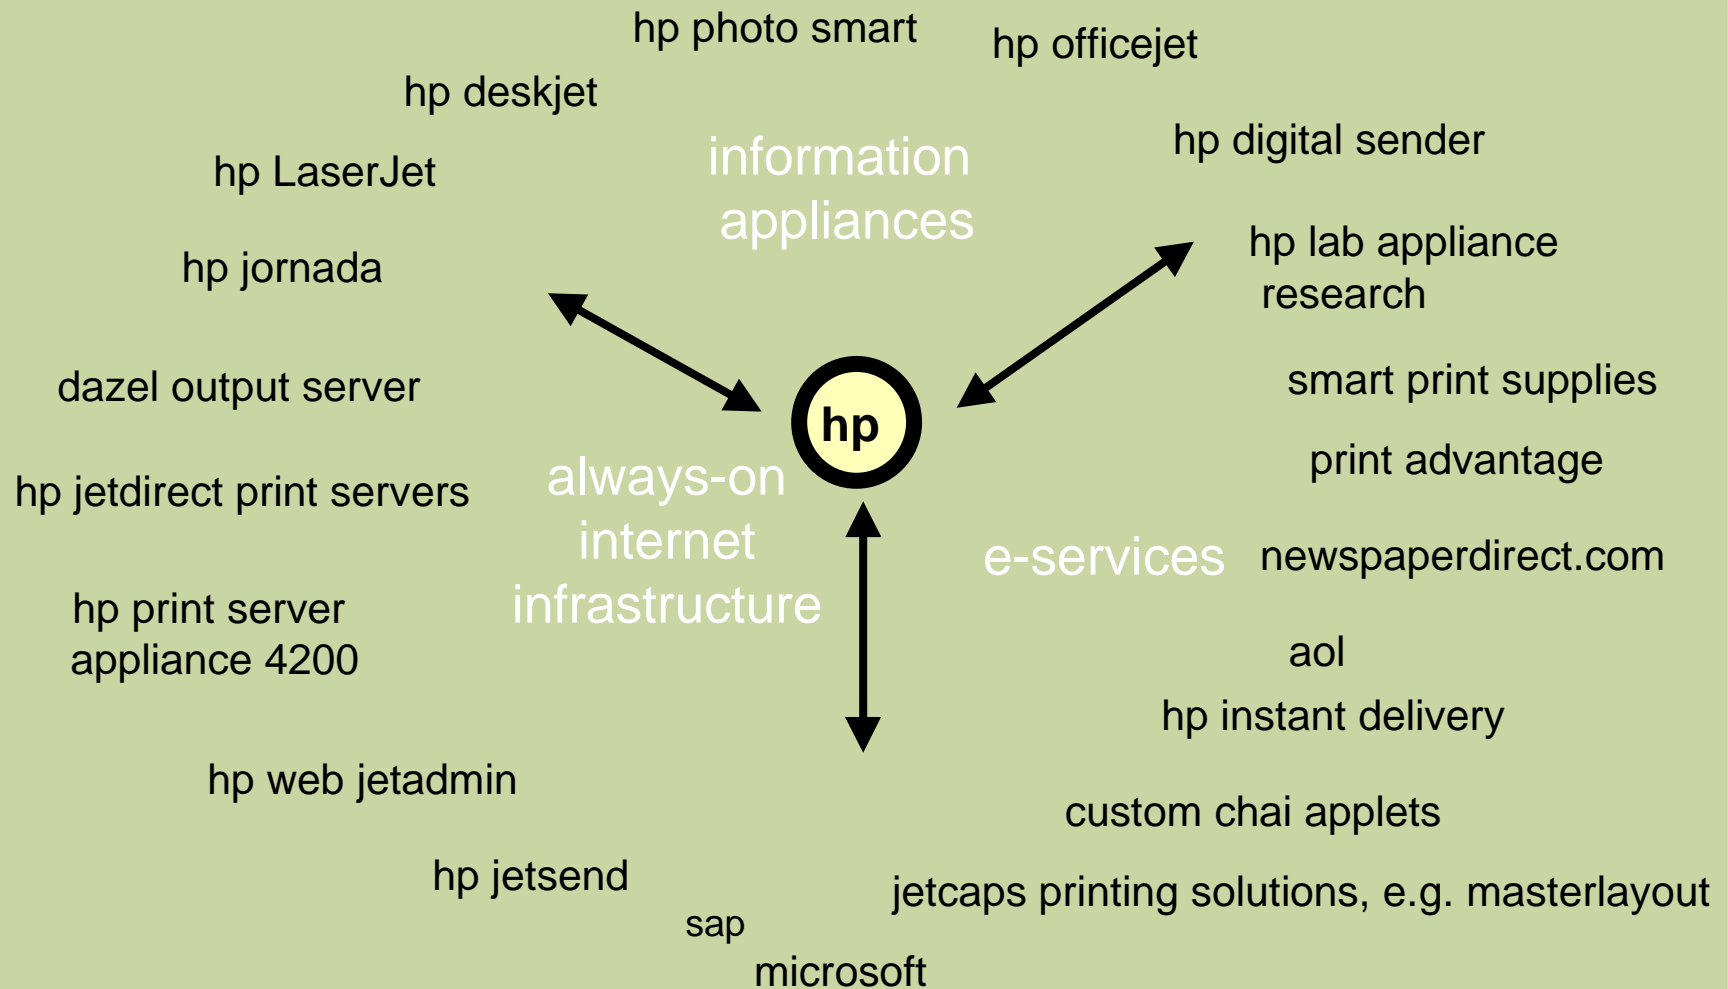 hp photo smart
hp officejet
hp deskjet
hp digital sender
information
appliances
hp LaserJet
hp lab appliance
research
hp jornada
dazel output server
smart print supplies
hp
print advantage
always-on
internet
infrastructure
hp jetdirect print servers
e-services
newspaperdirect.com
hp print server
appliance 4200
aol
hp instant delivery
hp web jetadmin
custom chai applets
hp jetsend
jetcaps printing solutions, e.g. masterlayout
sap
microsoft